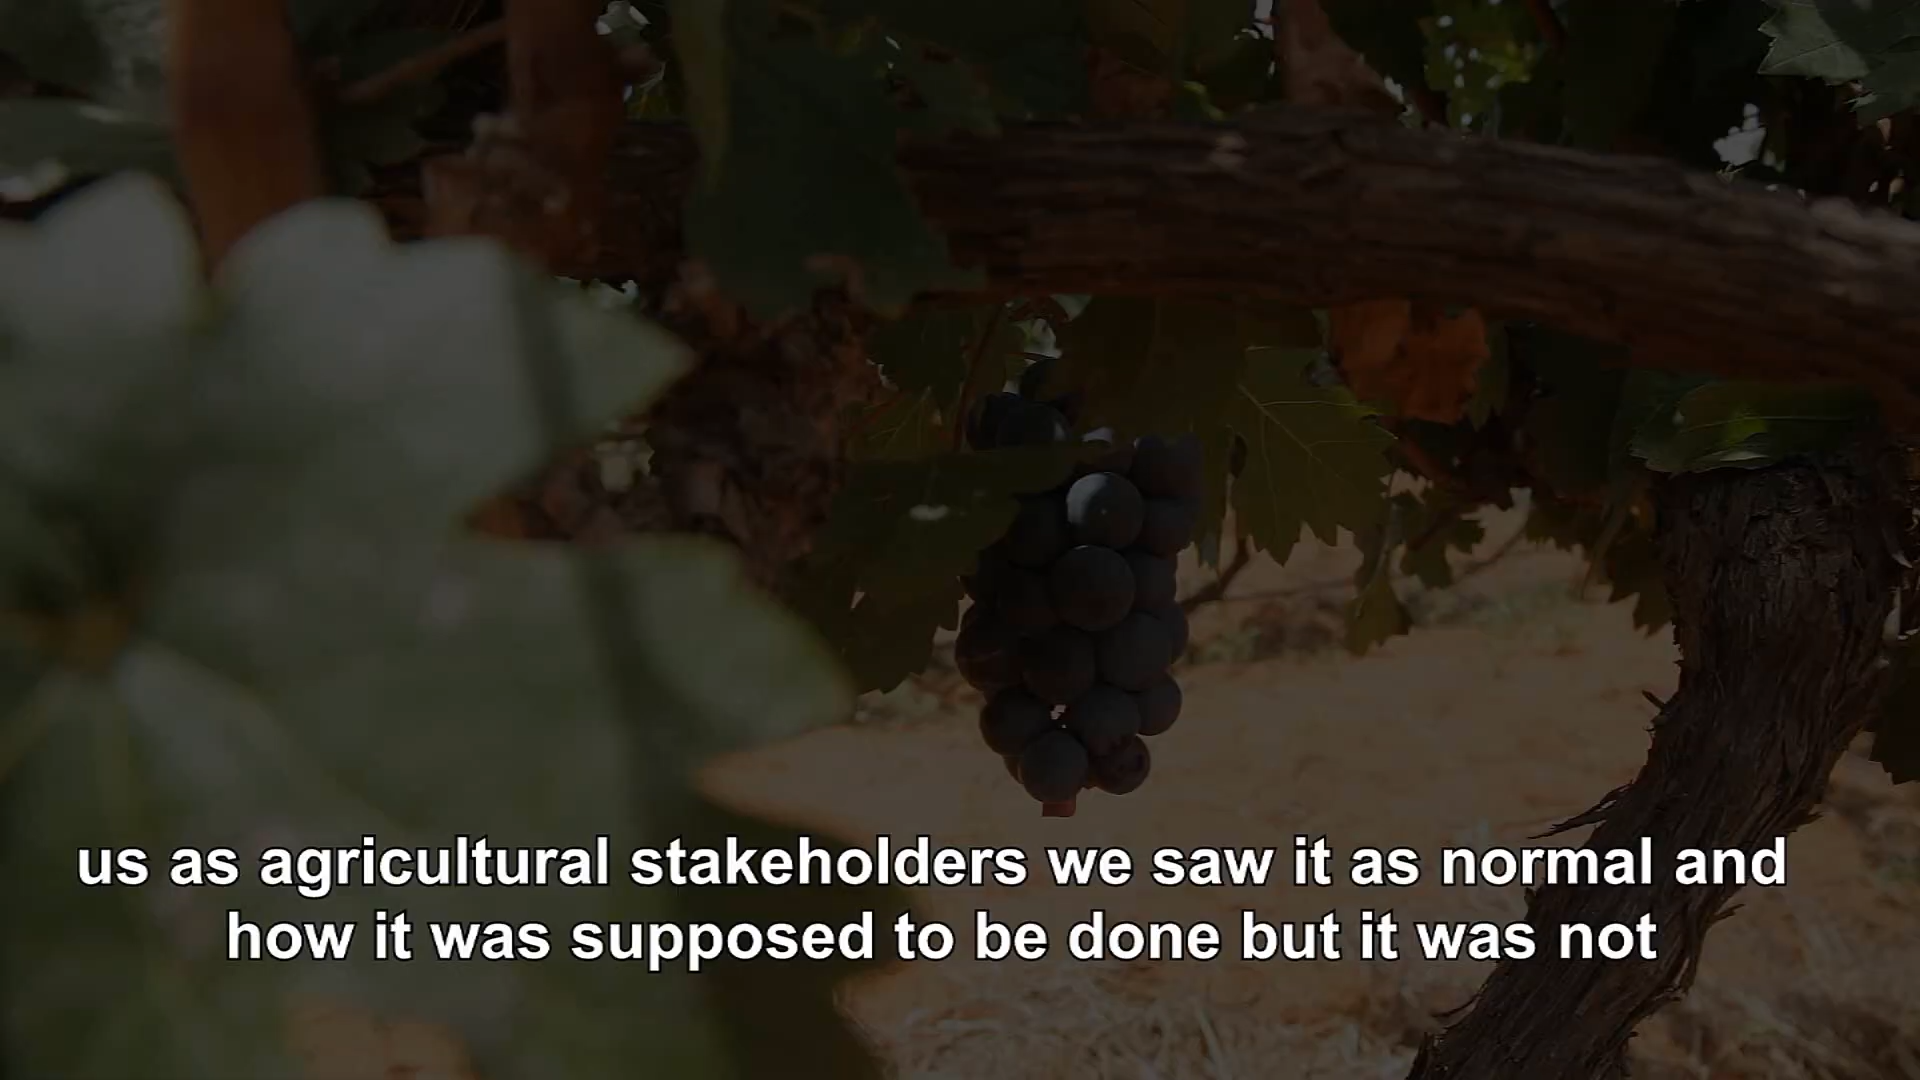 us as agricultural stakeholders we saw it as normal and
how it was supposed to be done but it was not